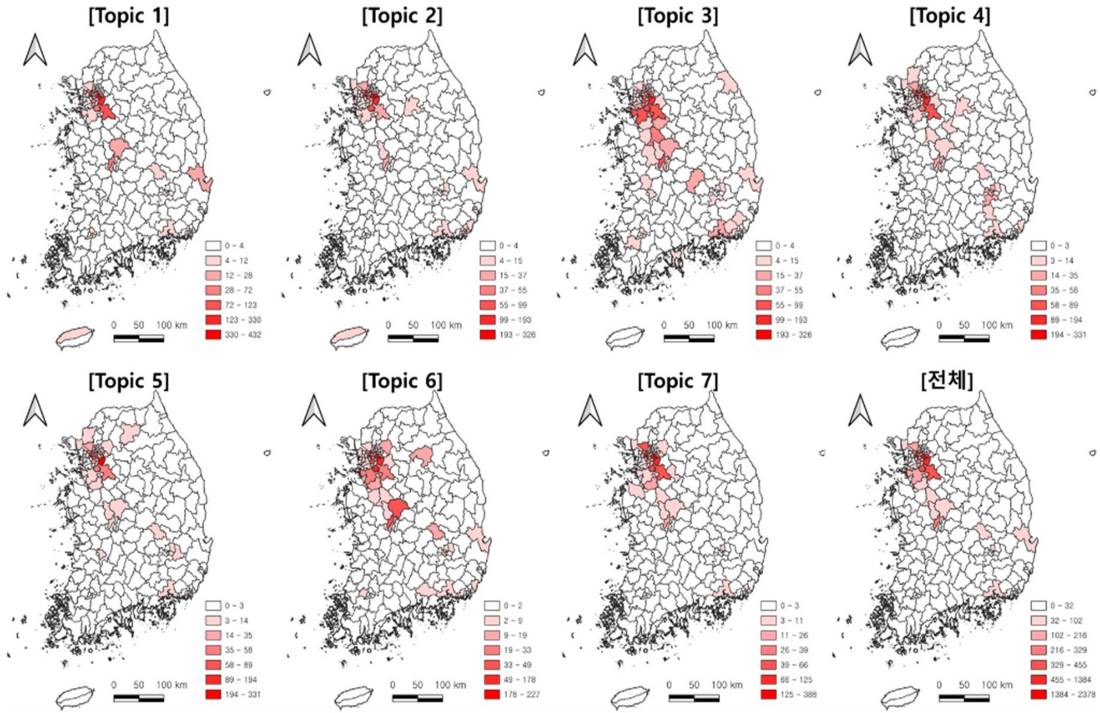 [Topic 1]
0 – 4
4 – 12
12 – 28
28 – 72
72 – 123
123 – 330
330 – 432
0 50 100 km
[Topic 2]
0 – 4
4 – 15
15 – 37
37 – 55
55 – 99
99 – 193
193 – 326
0 50 100 km
[Topic 3]
0 – 4
4 – 15
15 – 37
37 – 55
55 – 99
99 – 193
193 – 326
0 50 100 km
[Topic 4]
0 – 3
3 – 14
14 – 35
35 – 58
58 – 89
89 – 194
194 – 331
0 50 100 km
[Topic 5]
0 – 3
3 – 14
14 – 35
35 – 58
58 – 89
89 – 194
194 – 331
0 50 100 km
[Topic 6]
0 – 2
2 – 9
9 – 19
19 – 33
33 – 49
49 – 178
178 – 227
0 50 100 km
[Topic 7]
0 – 3
3 – 11
11 – 26
26 – 39
39 – 66
66 – 125
125 – 388
0 50 100 km
[전체]
0 – 32
32 – 102
102 – 216
216 – 329
329 – 455
455 – 1384
1384 – 2378
0 50 100 km